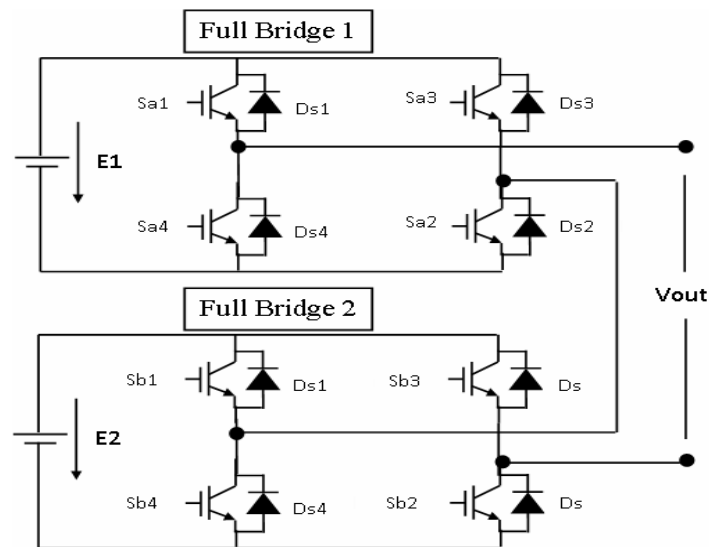 Full Bridge 1
Sa1
Ds1
Sa3
Ds3
E1
Sa4
Ds4
Sa2
Ds2
Vout
Full Bridge 2
Sb1
Ds1
Sb3
Ds
E2
Sb4
Ds4
Sb2
Ds